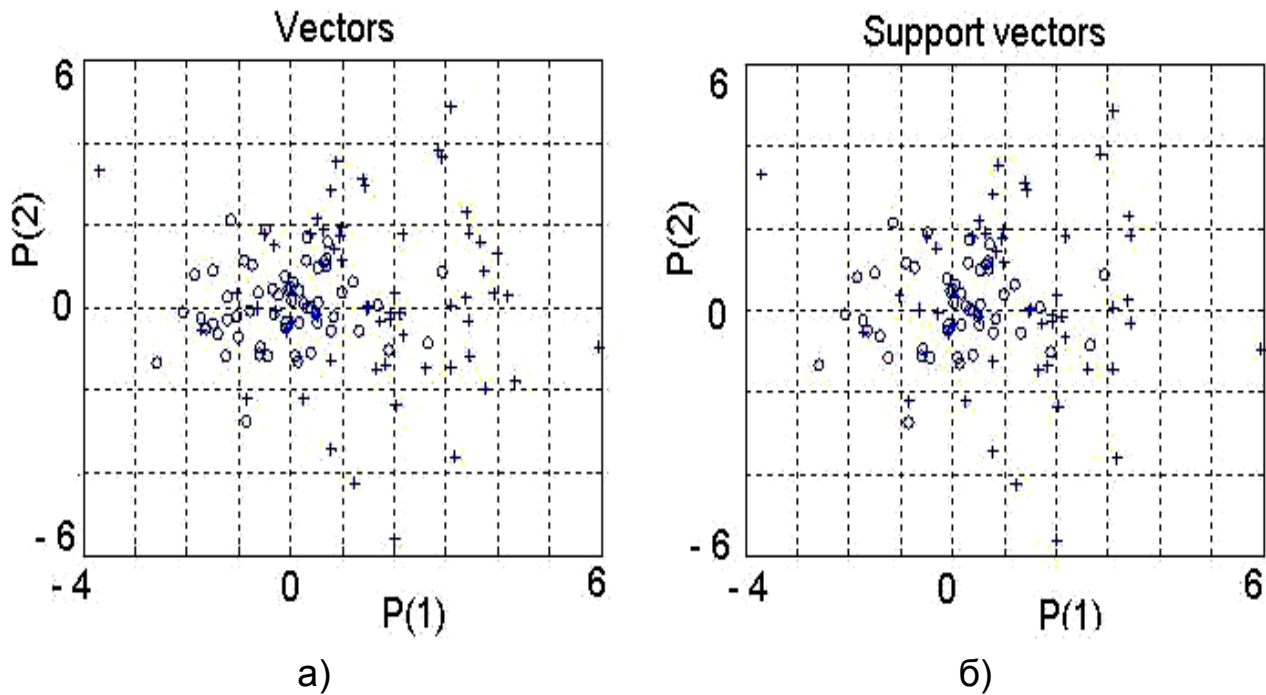 Vectors
6
P(2)
0
- 6
- 4
0
6
P(1)
а)
Support vectors
6
P(2)
0
- 6
- 4
0
6
P(1)
б)